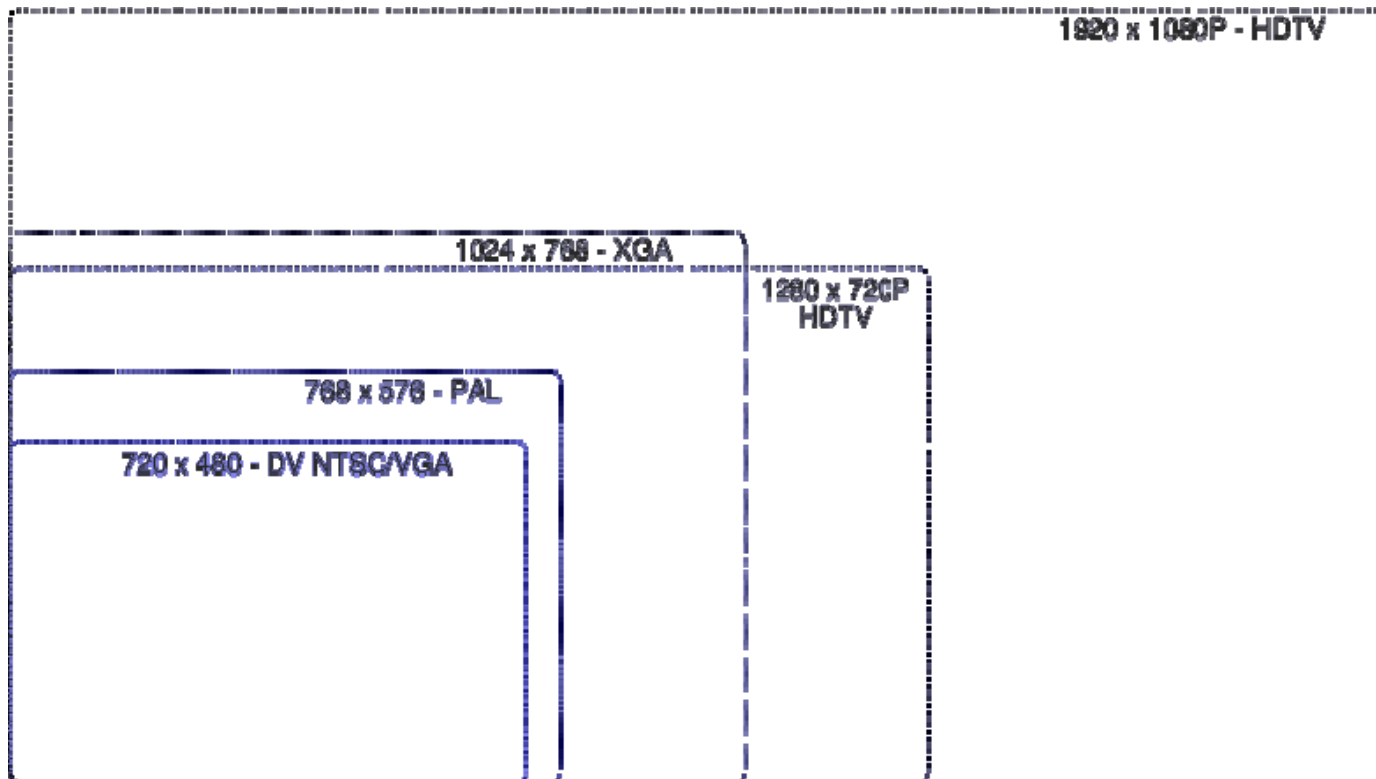 1920 x 1080P - HDTV
1024 x 768 - XGA
1280 x 720P
HDTV
768 x 576 - PAL
720 x 480 - DV NTSC/VGA